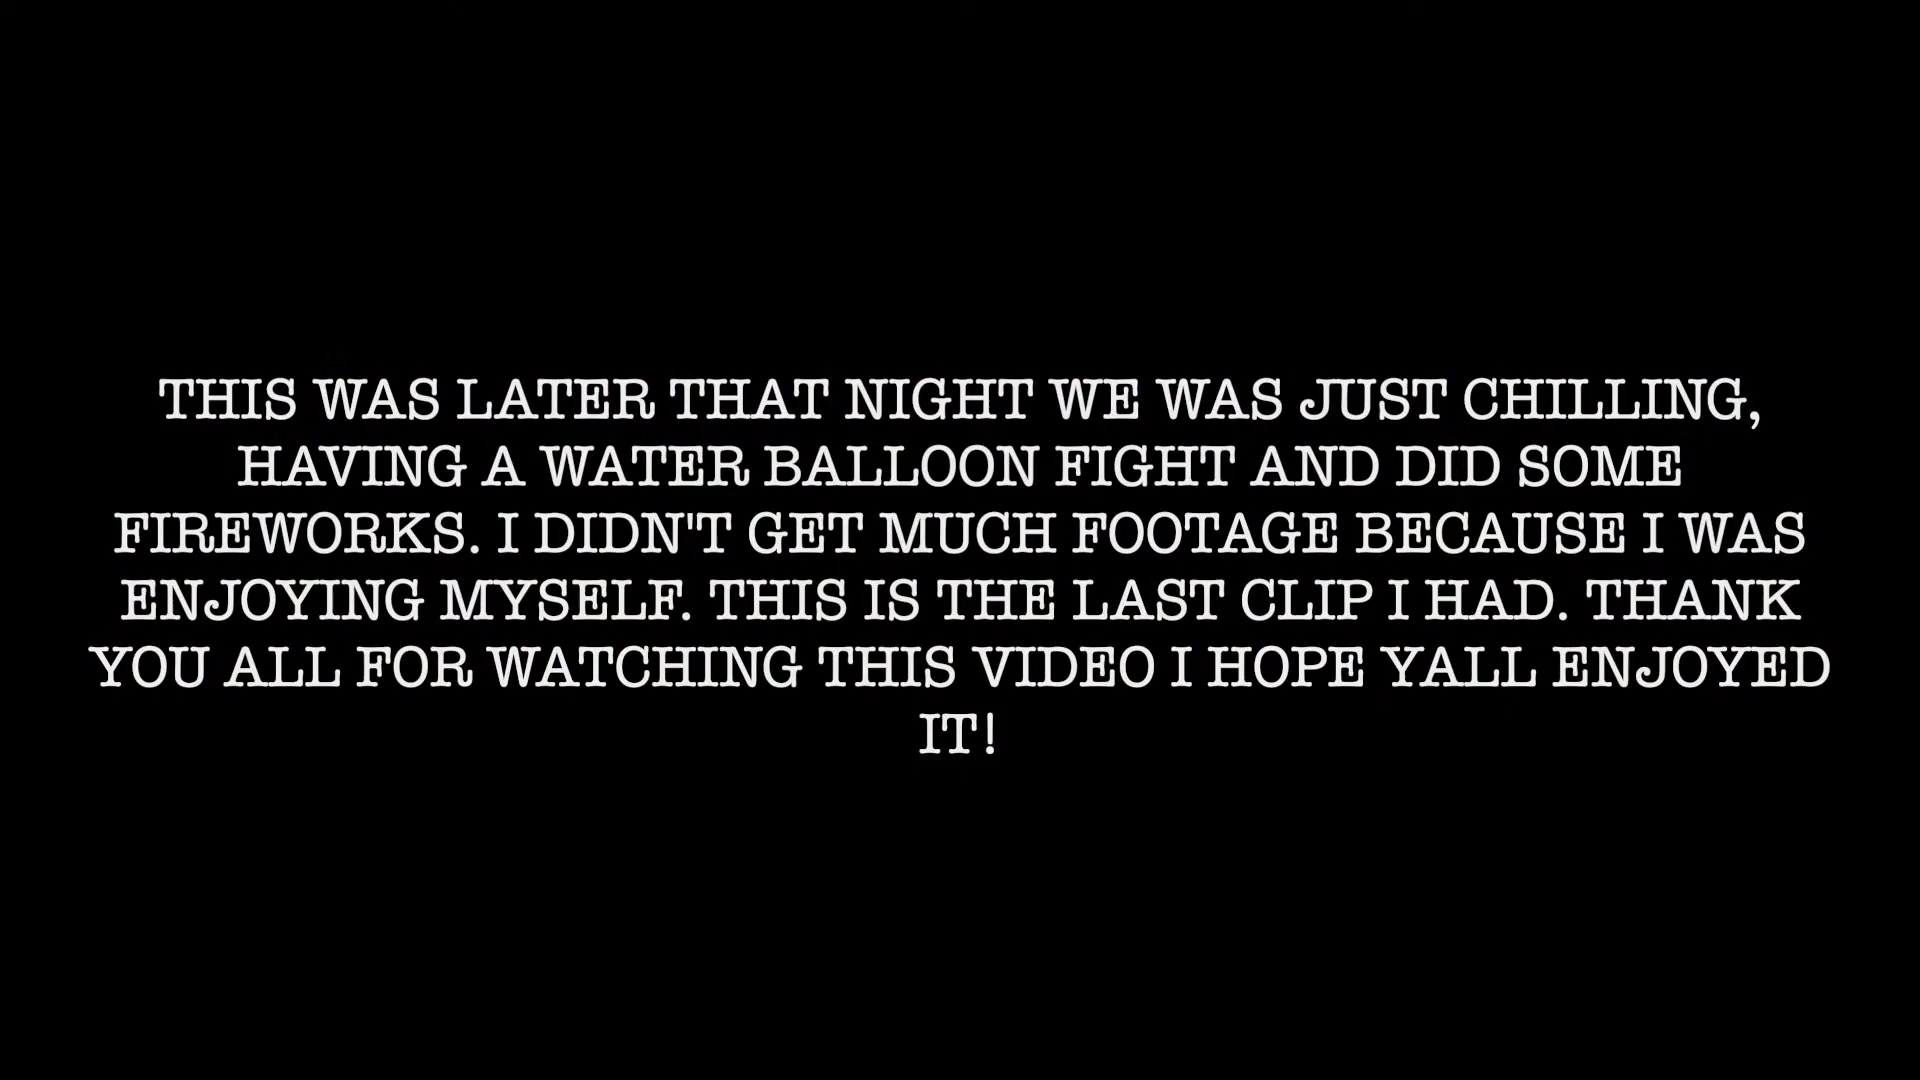 THIS WAS LATER THAT NIGHT WE WAS JUST CHILLING,
HAVING A WATER BALLOON FIGHT AND DID SOME
FIREWORKS. I DIDN'T GET MUCH FOOTAGE BECAUSE I WAS
ENJOYING MYSELF. THIS IS THE LAST CLIP I HAD. THANK
YOU ALL FOR WATCHING THIS VIDEO I HOPE YALL ENJOYED
IT!